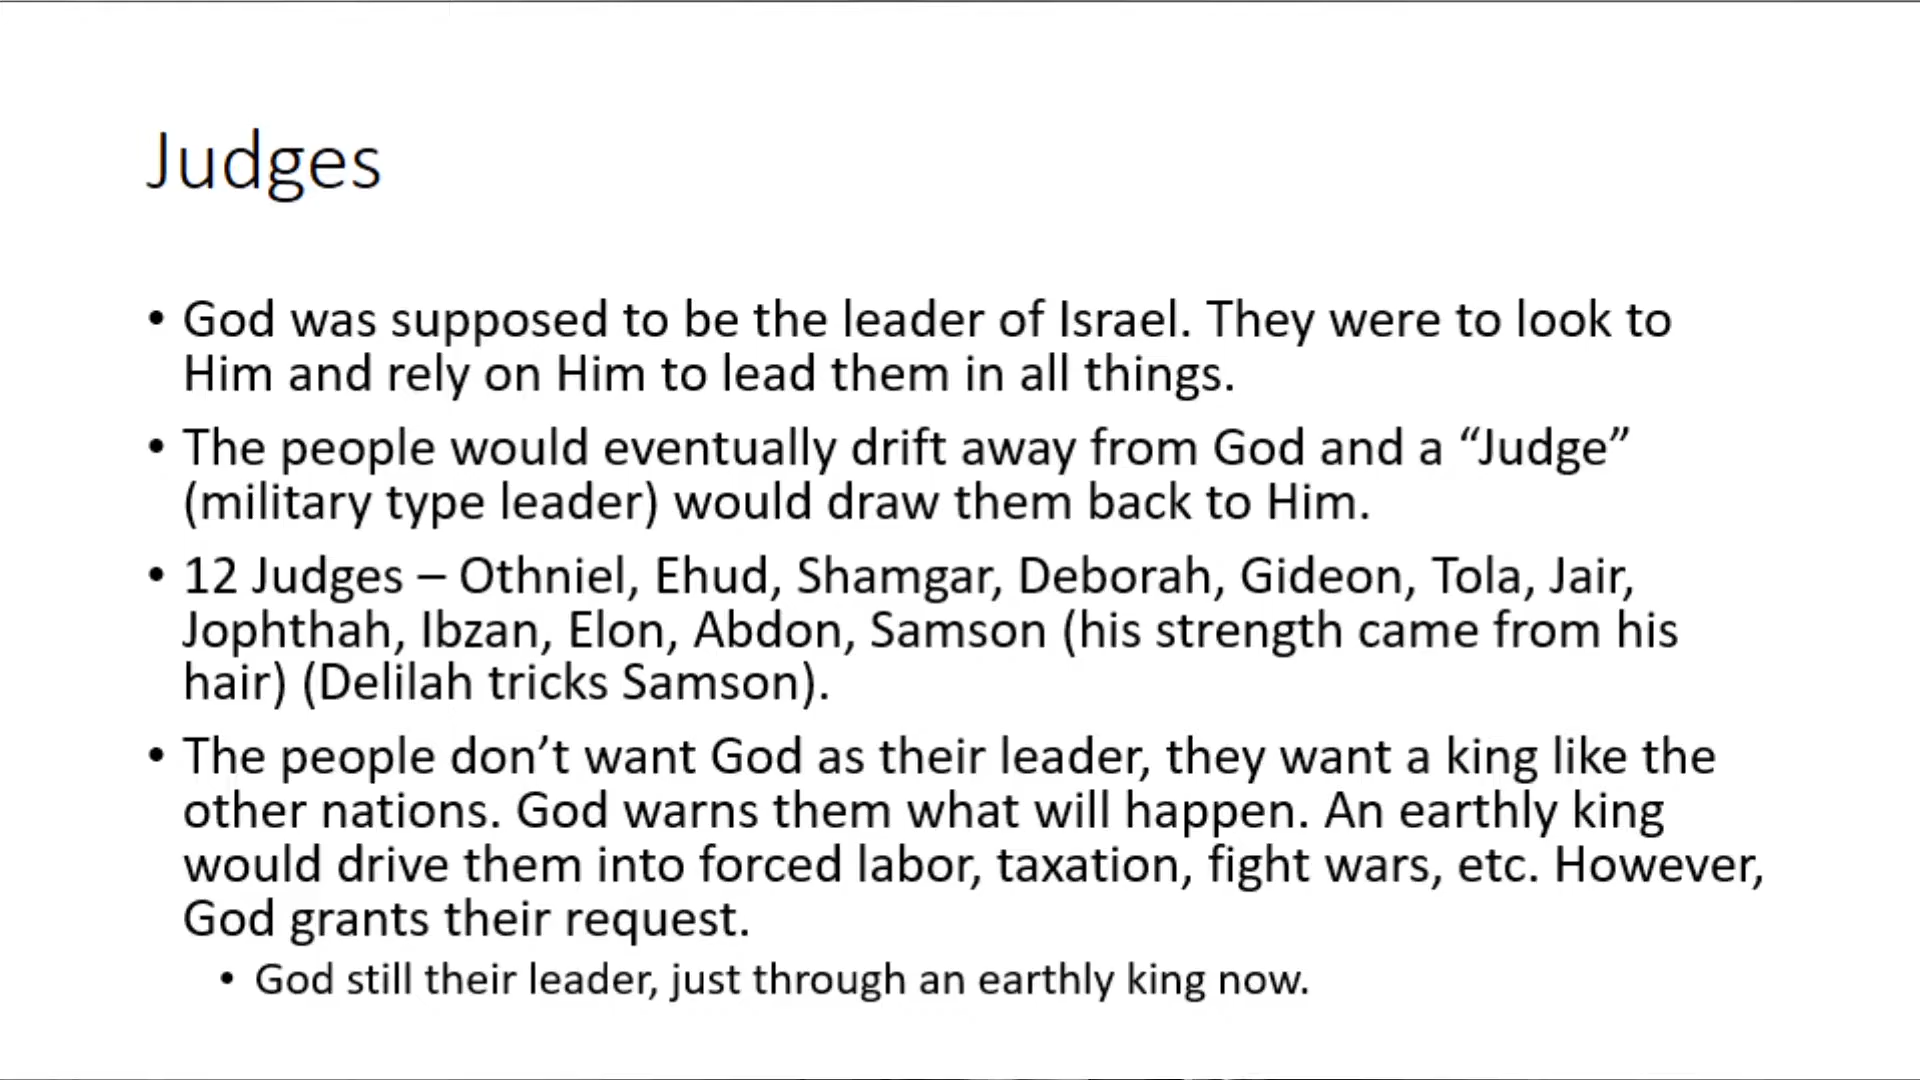 Judges
• God was supposed to be the leader of Israel. They were to look to
Him and rely on Him to lead them in all things.
• The people would eventually drift away from God and a “Judge”
(military type leader) would draw them back to Him.
• 12 Judges – Othniel, Ehud, Shamgar, Deborah, Gideon, Tola, Jair,
Jophthah, Ibzan, Elon, Abdon, Samson (his strength came from his
hair) (Delilah tricks Samson).
• The people don’t want God as their leader, they want a king like the
other nations. God warns them what will happen. An earthly king
would drive them into forced labor, taxation, fight wars, etc. However,
God grants their request.
• God still their leader, just through an earthly king now.